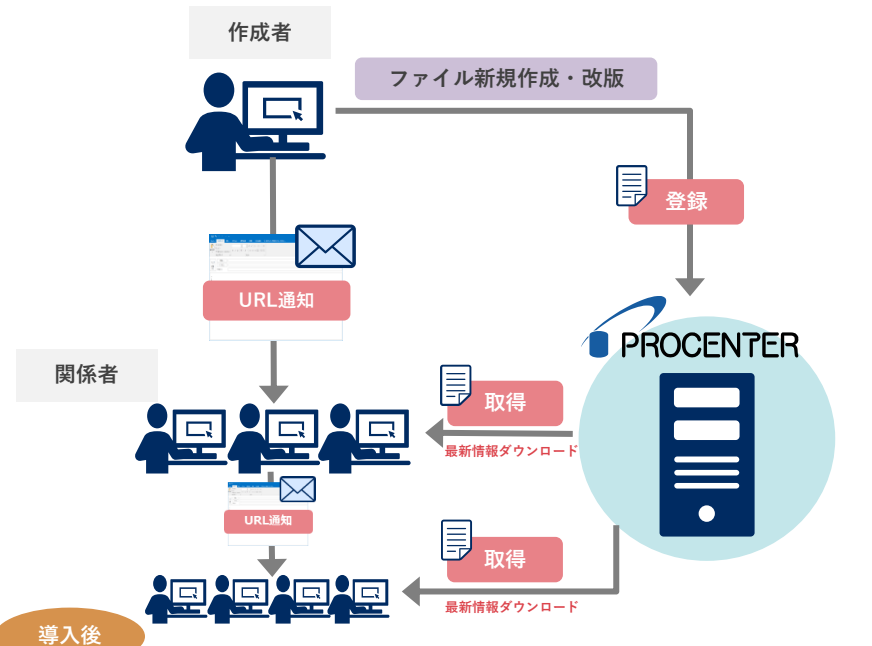 作成者
ファイル新規作成・改版
登録
URL通知
PROCENTER
関係者
取得
最新情報ダウンロード
URL通知
取得
最新情報ダウンロード
導入後